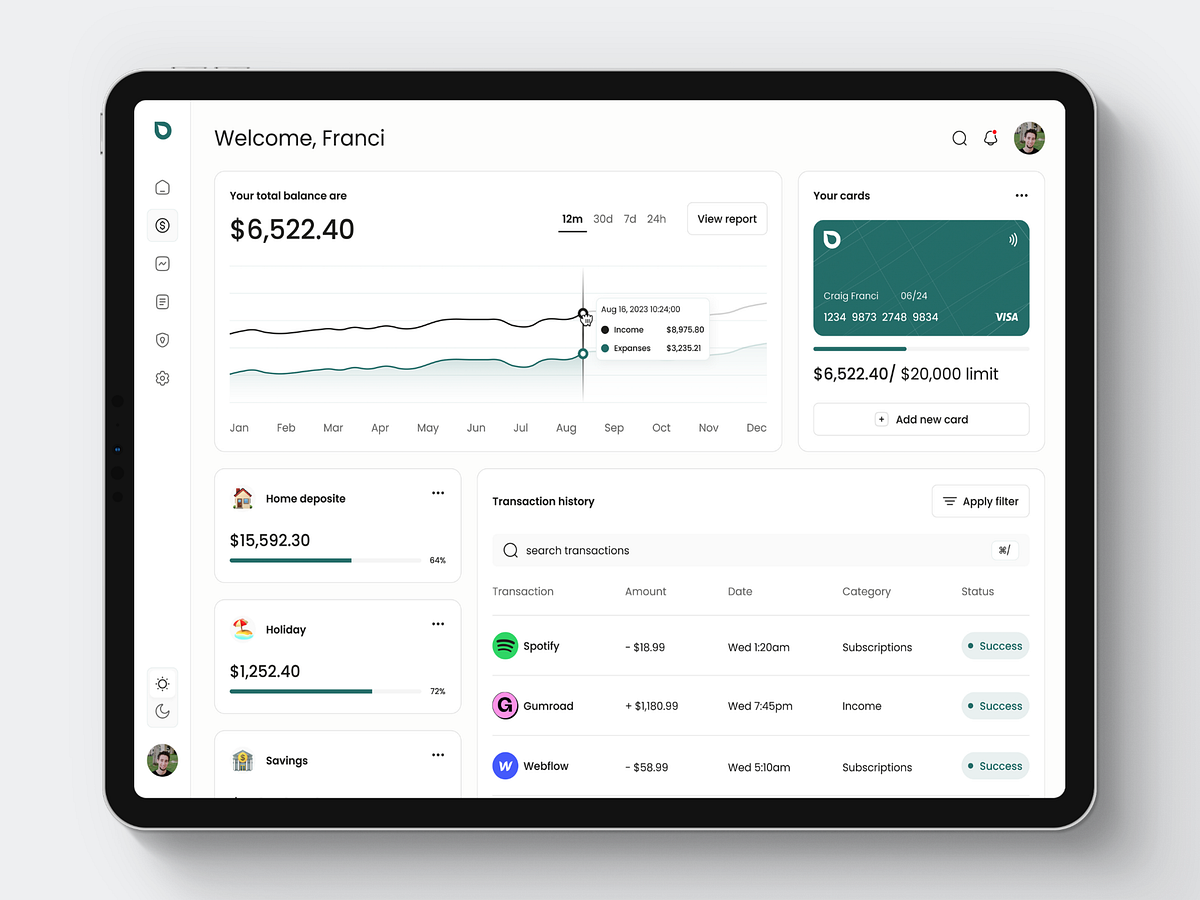 Welcome, Franci
Your total balance are
$6,522.40
12m 30d 7d 24h
View report
Aug 16, 2023 10:24;00
Income $8,975.80
Expanses $3,235.21
Jan Feb Mar Apr May Jun Jul Aug Sep Oct Nov Dec
Your cards
Craig Franci 06/24
1234 9873 2748 9834
VISA
$6,522.40/ $20,000 limit
+ Add new card
Home deposite
$15,592.30
64%
Holiday
$1,252.40
72%
Savings
Transaction history
Apply filter
search transactions
⌘/
Transaction Amount Date Category Status
Spotify - $18.99 Wed 1:20am Subscriptions Success
G Gumroad + $1,180.99 Wed 7:45pm Income Success
W Webflow - $58.99 Wed 5:10am Subscriptions Success